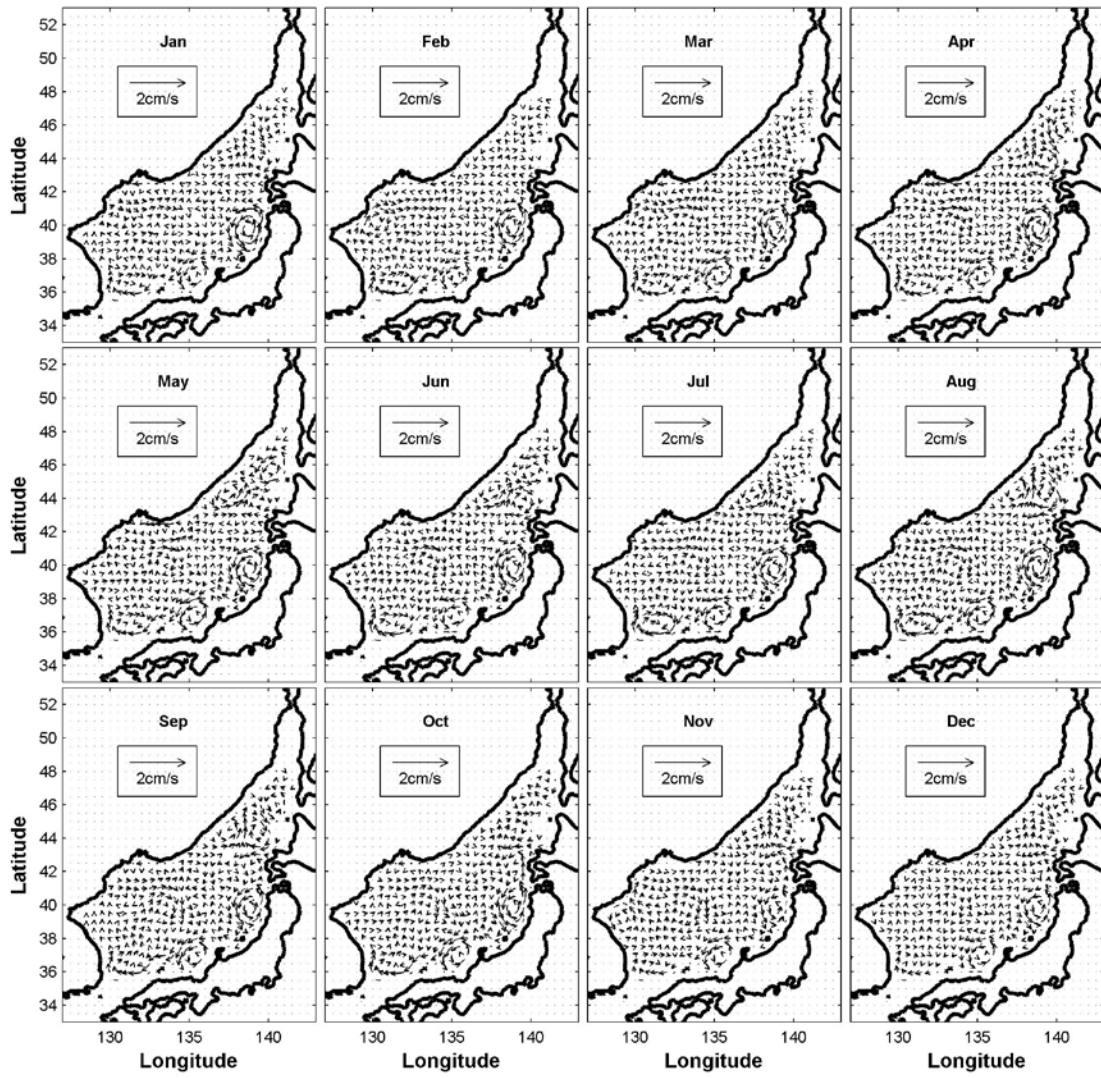 52
50
48
46
44
42
40
38
36
34
Latitude
Jan
2cm/s
Feb
2cm/s
Mar
2cm/s
Apr
2cm/s
52
50
48
46
44
42
40
38
36
34
Latitude
May
2cm/s
Jun
2cm/s
Jul
2cm/s
Aug
2cm/s
52
50
48
46
44
42
40
38
36
34
Latitude
Sep
2cm/s
Oct
2cm/s
Nov
2cm/s
Dec
2cm/s
130 135 140
130 135 140
130 135 140
130 135 140
Longitude
Longitude
Longitude
Longitude